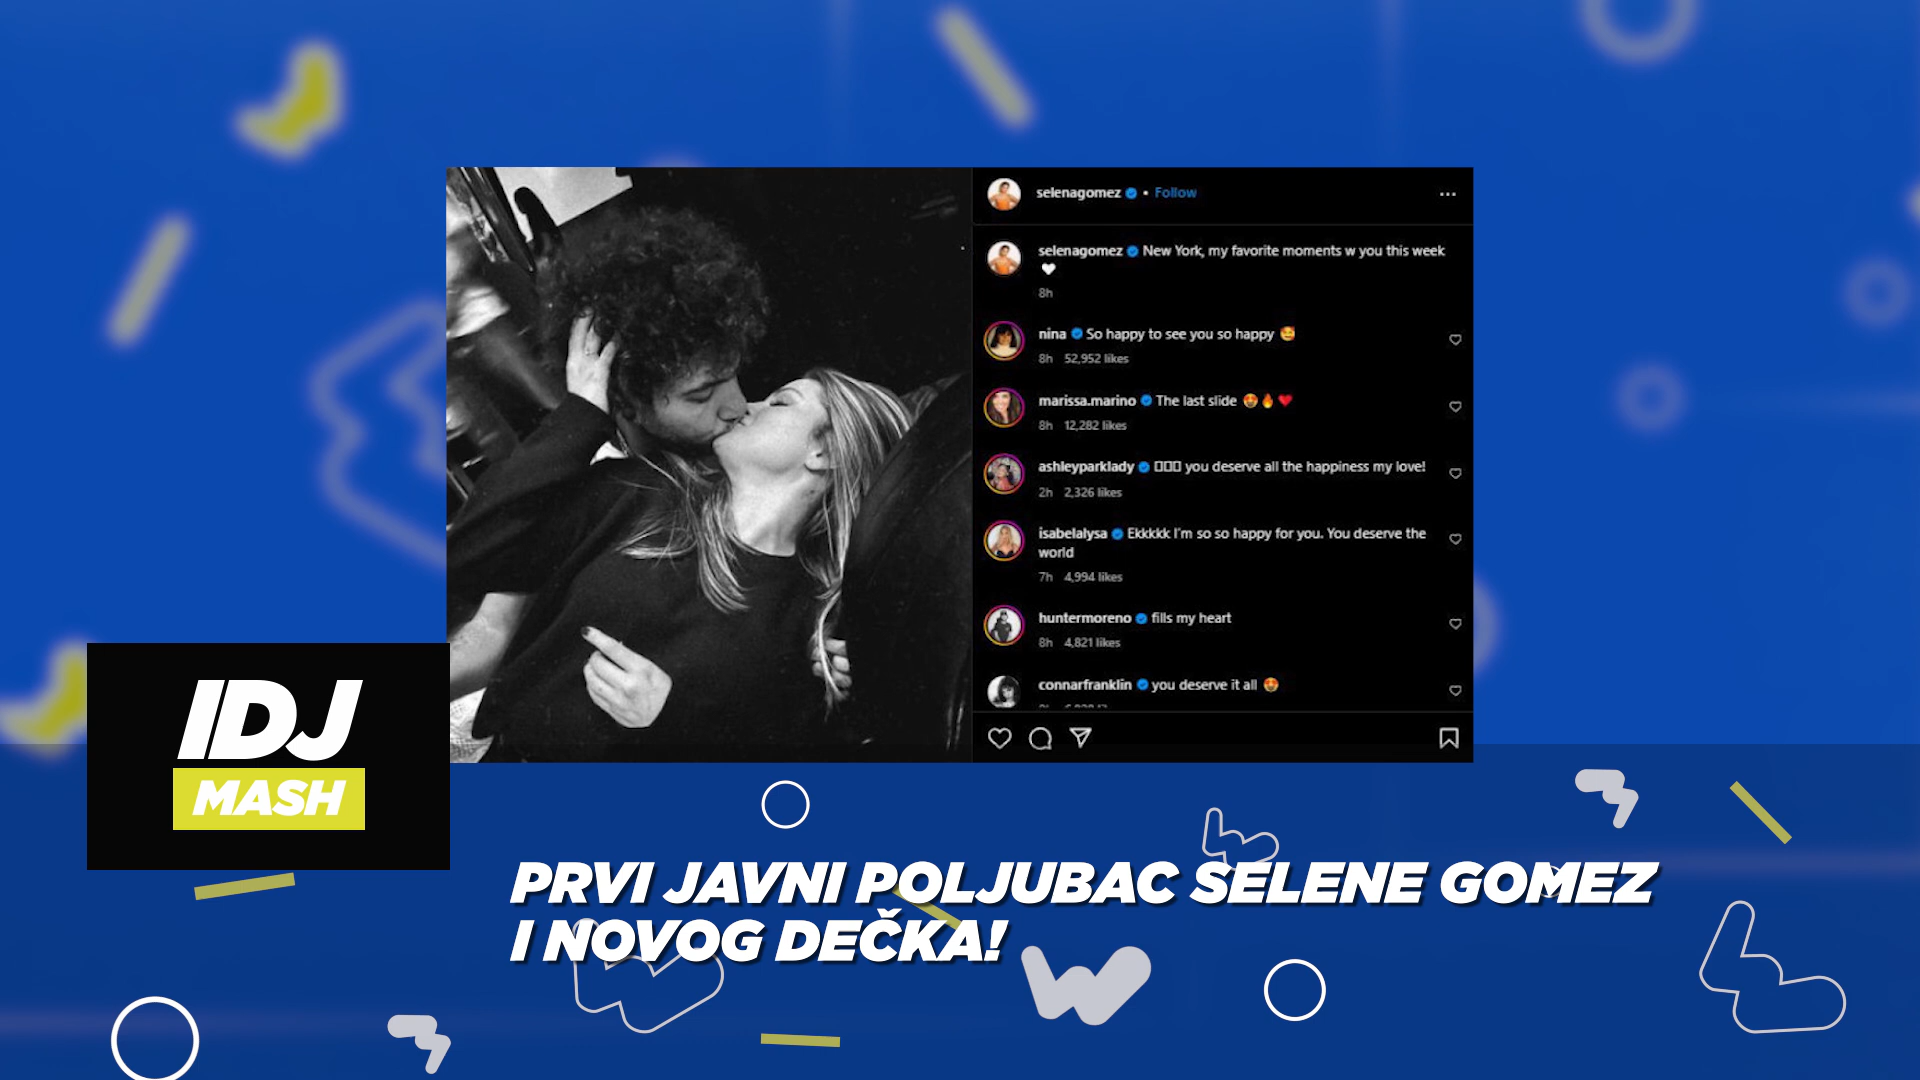 selenagomez • Follow
selenagomez New York, my favorite moments w you this week
🤍
8h
nina So happy to see you so happy 🥰
8h 52,952 likes
marissa.marino The last slide 😍🔥❤️
8h 12,282 likes
ashleyparklady □□□ you deserve all the happiness my love!
2h 2,326 likes
isabelalysa Ekkkkk I'm so so happy for you. You deserve the
world
7h 4,994 likes
huntermoreno fills my heart
8h 4,821 likes
connarfranklin you deserve it all 😍
IDJ
MASH
PRVI JAVNI POLJUBAC SELENE GOMEZ
I NOVOG DEČKA!